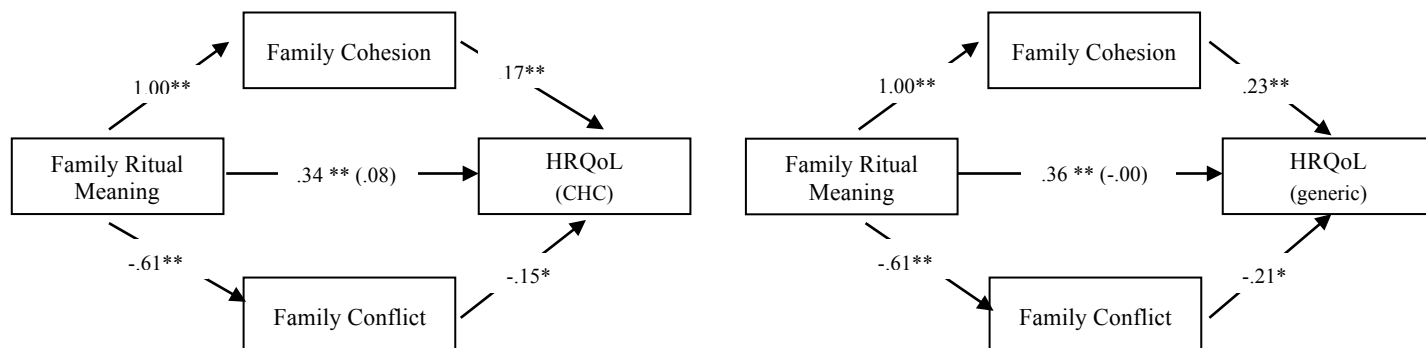 Family Cohesion
1.00**
.17**
Family Ritual
Meaning
.34 ** (.08)
HRQoL
(CHC)
-.61**
-.15*
Family Conflict
Family Cohesion
1.00**
.23**
Family Ritual
Meaning
.36 ** (-.00)
HRQoL
(generic)
-.61**
-.21*
Family Conflict